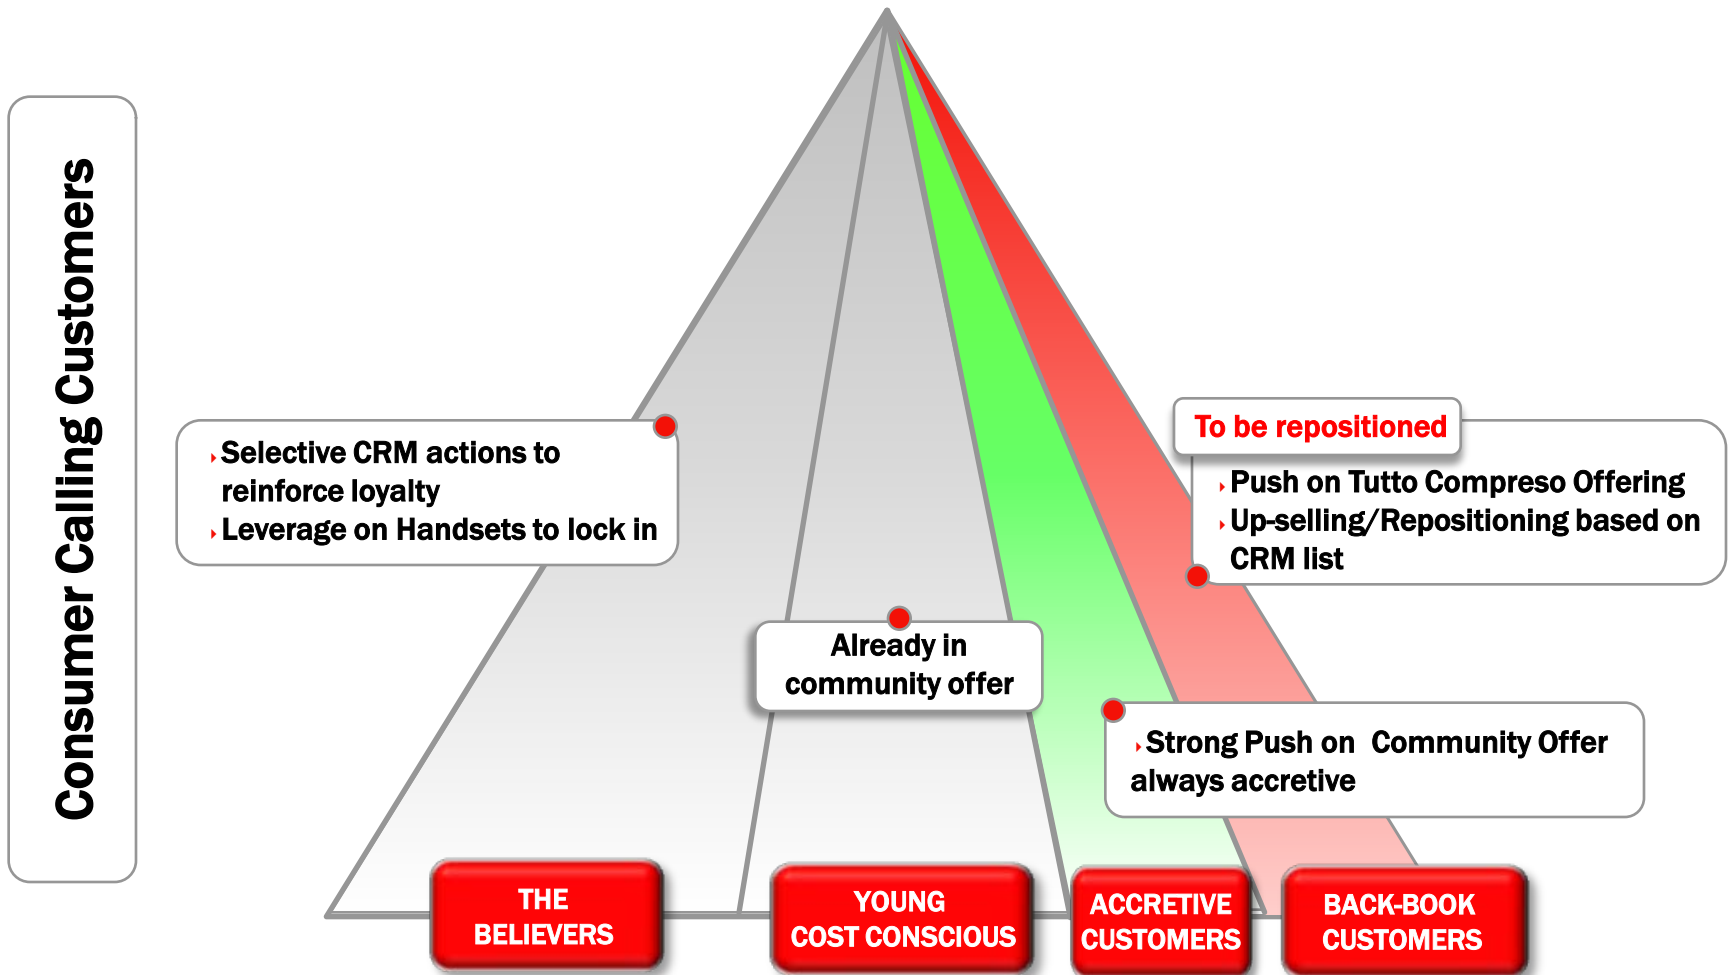 Consumer Calling Customers
Selective CRM actions to
reinforce loyalty
Leverage on Handsets to lock in
Already in
community offer
To be repositioned
Push on Tutto Compreso Offering
Up-selling/Repositioning based on
CRM list
Strong Push on Community Offer
always accretive
THE
BELIEVERS
YOUNG
COST CONSCIOUS
ACCRETIVE
CUSTOMERS
BACK-BOOK
CUSTOMERS